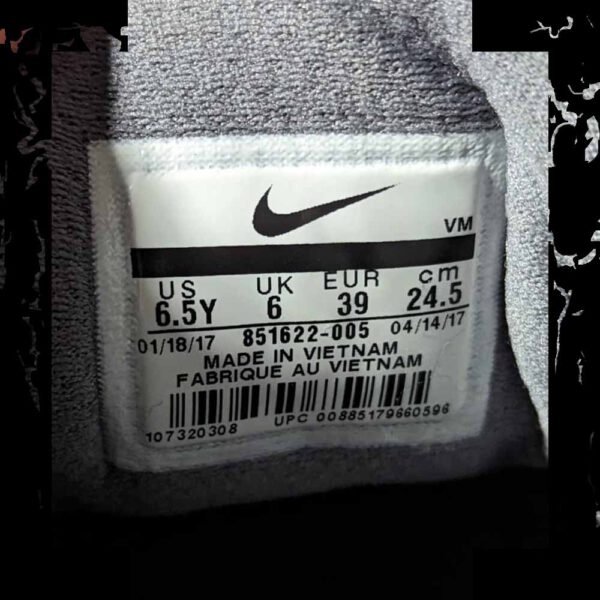 VM
US UK EUR cm
6.5Y 6 39 24.5
01/18/17 851622-005 04/14/17
MADE IN VIETNAM
FABRIQUE AU VIETNAM
107320308 UPC 00885179660596